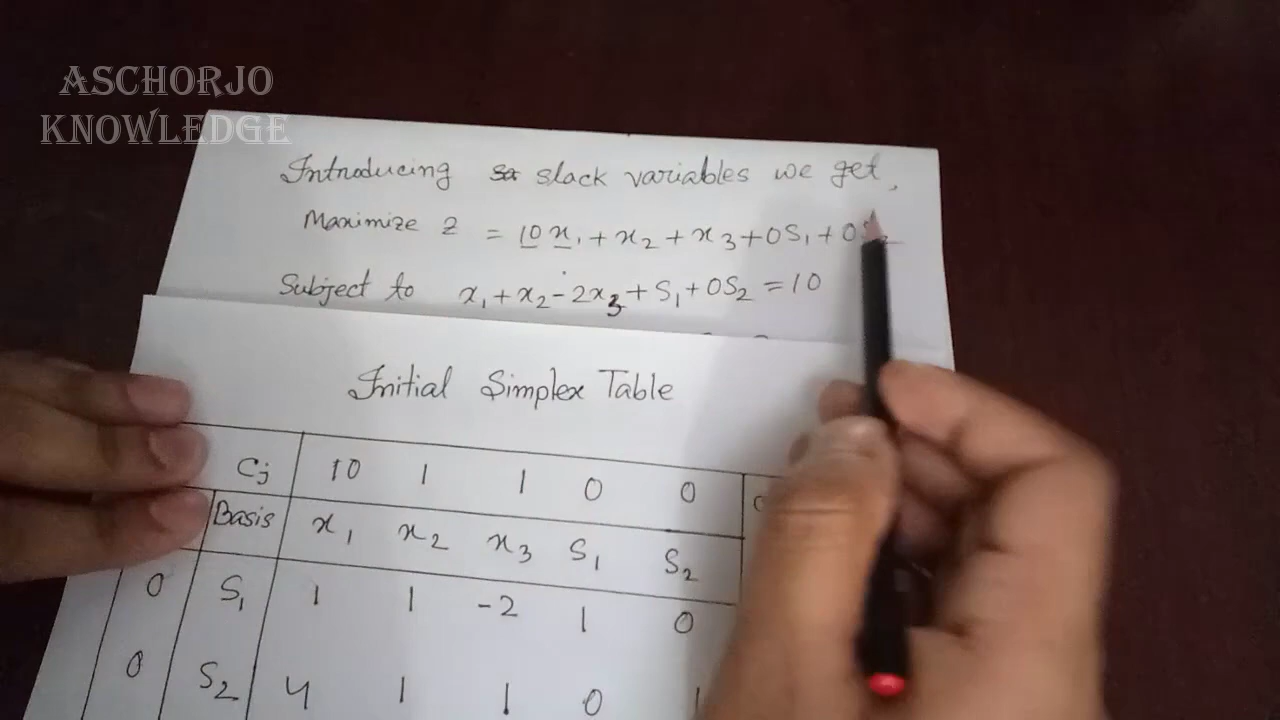 ASCHORJO
KNOWLEDGE
Introducing slack variables we get,
Maximize Z = 10x₁ + x₂ + x₃ + 0S₁ + 0S₂
Subject to x₁ + x₂ - 2x₃ + S₁ + 0S₂ = 10
Initial Simplex Table
Cj 10 1 1 0 0
Basis x₁ x₂ x₃ S₁ S₂
0 S₁ 1 1 -2 1 0
0 S₂ 4 1 1 0 1